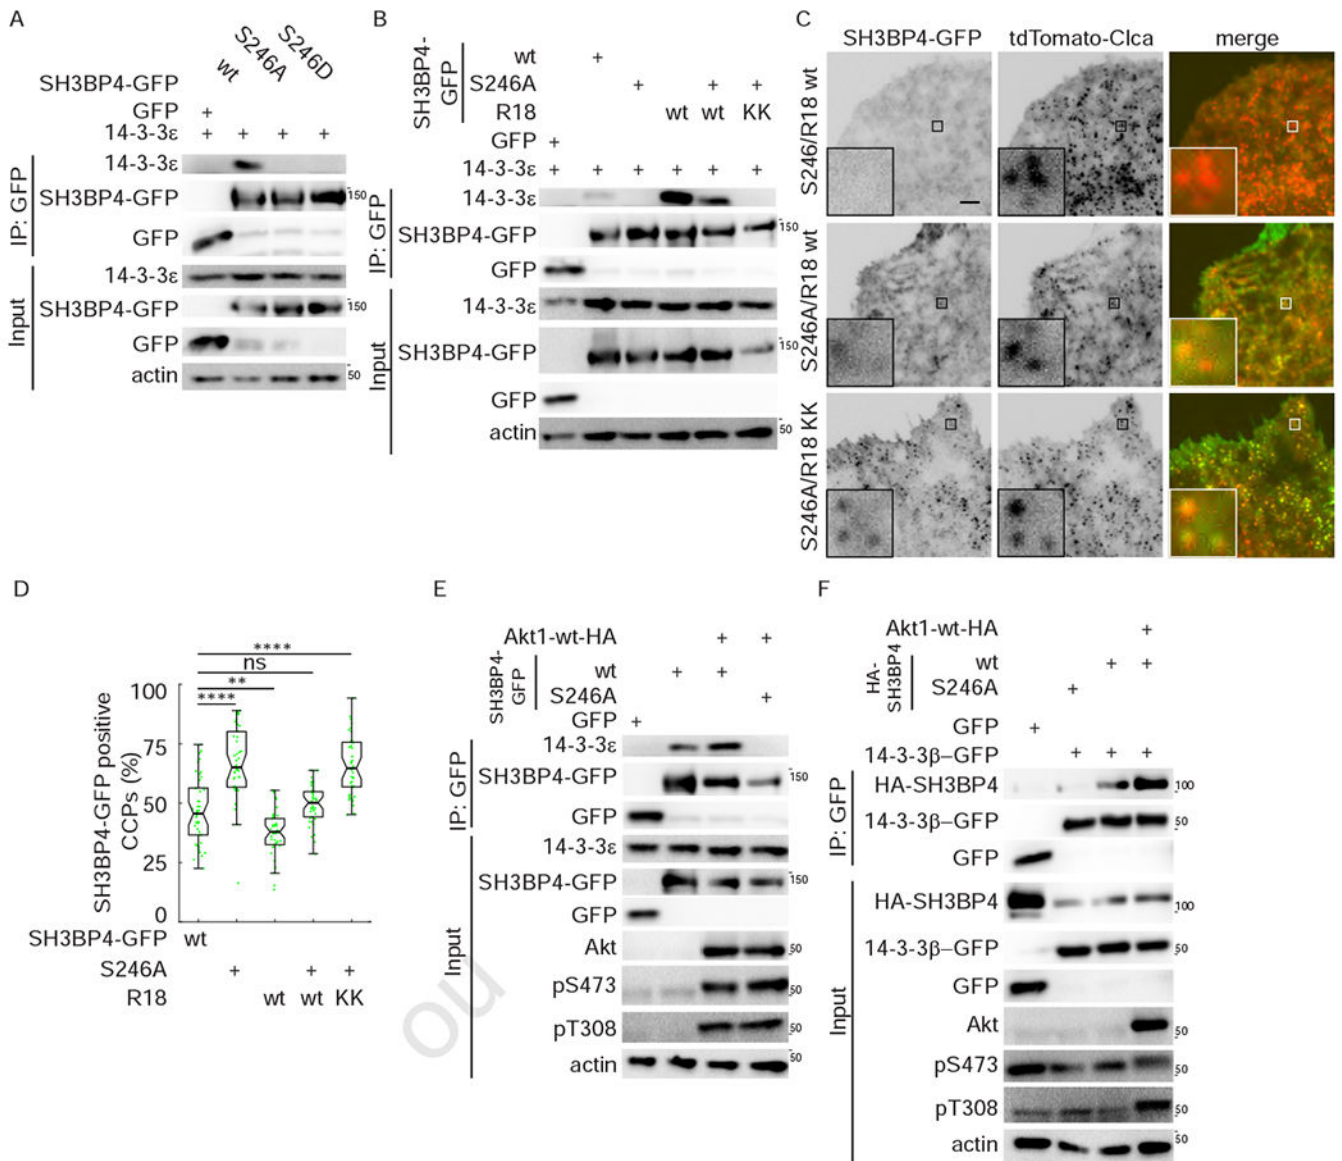 A
wt
S246A
S246D
SH3BP4-GFP
GFP +
14-3-3ε + + + +
IP: GFP
14-3-3ε
SH3BP4-GFP 150
GFP
Input
14-3-3ε
SH3BP4-GFP 150
GFP
actin 50
B
SH3BP4-GFP
wt +
S246A + + +
R18 wt wt KK
GFP +
14-3-3ε + + + + + +
IP: GFP
14-3-3ε
SH3BP4-GFP 150
GFP
Input
14-3-3ε
SH3BP4-GFP 150
GFP
actin 50
C
SH3BP4-GFP tdTomato-Clca merge
S246/R18 wt
S246A/R18 wt
S246A/R18 KK
D
**** 
ns
**
****
SH3BP4-GFP positive
CCPs (%)
100
75
50
25
0
SH3BP4-GFP wt
S246A + + +
R18 wt wt KK
E
Akt1-wt-HA + +
SH3BP4-GFP
wt + +
S246A +
GFP +
IP: GFP
14-3-3ε
SH3BP4-GFP 150
GFP
Input
14-3-3ε
SH3BP4-GFP 150
GFP
Akt 50
pS473 50
pT308 50
actin 50
ou
F
Akt1-wt-HA +
HA-SH3BP4
wt + +
S246A +
GFP +
14-3-3β–GFP + + +
IP: GFP
HA-SH3BP4 100
14-3-3β–GFP 50
GFP
Input
HA-SH3BP4 100
14-3-3β–GFP 50
GFP
Akt 50
pS473 50
pT308 50
actin 50